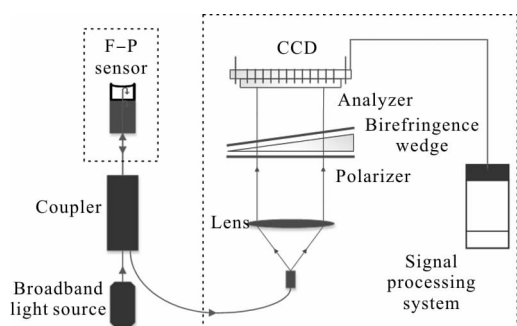 F-P
sensor
CCD
Analyzer
Birefringence
wedge
Polarizer
Coupler
Lens
Broadband
light source
Signal
processing
system